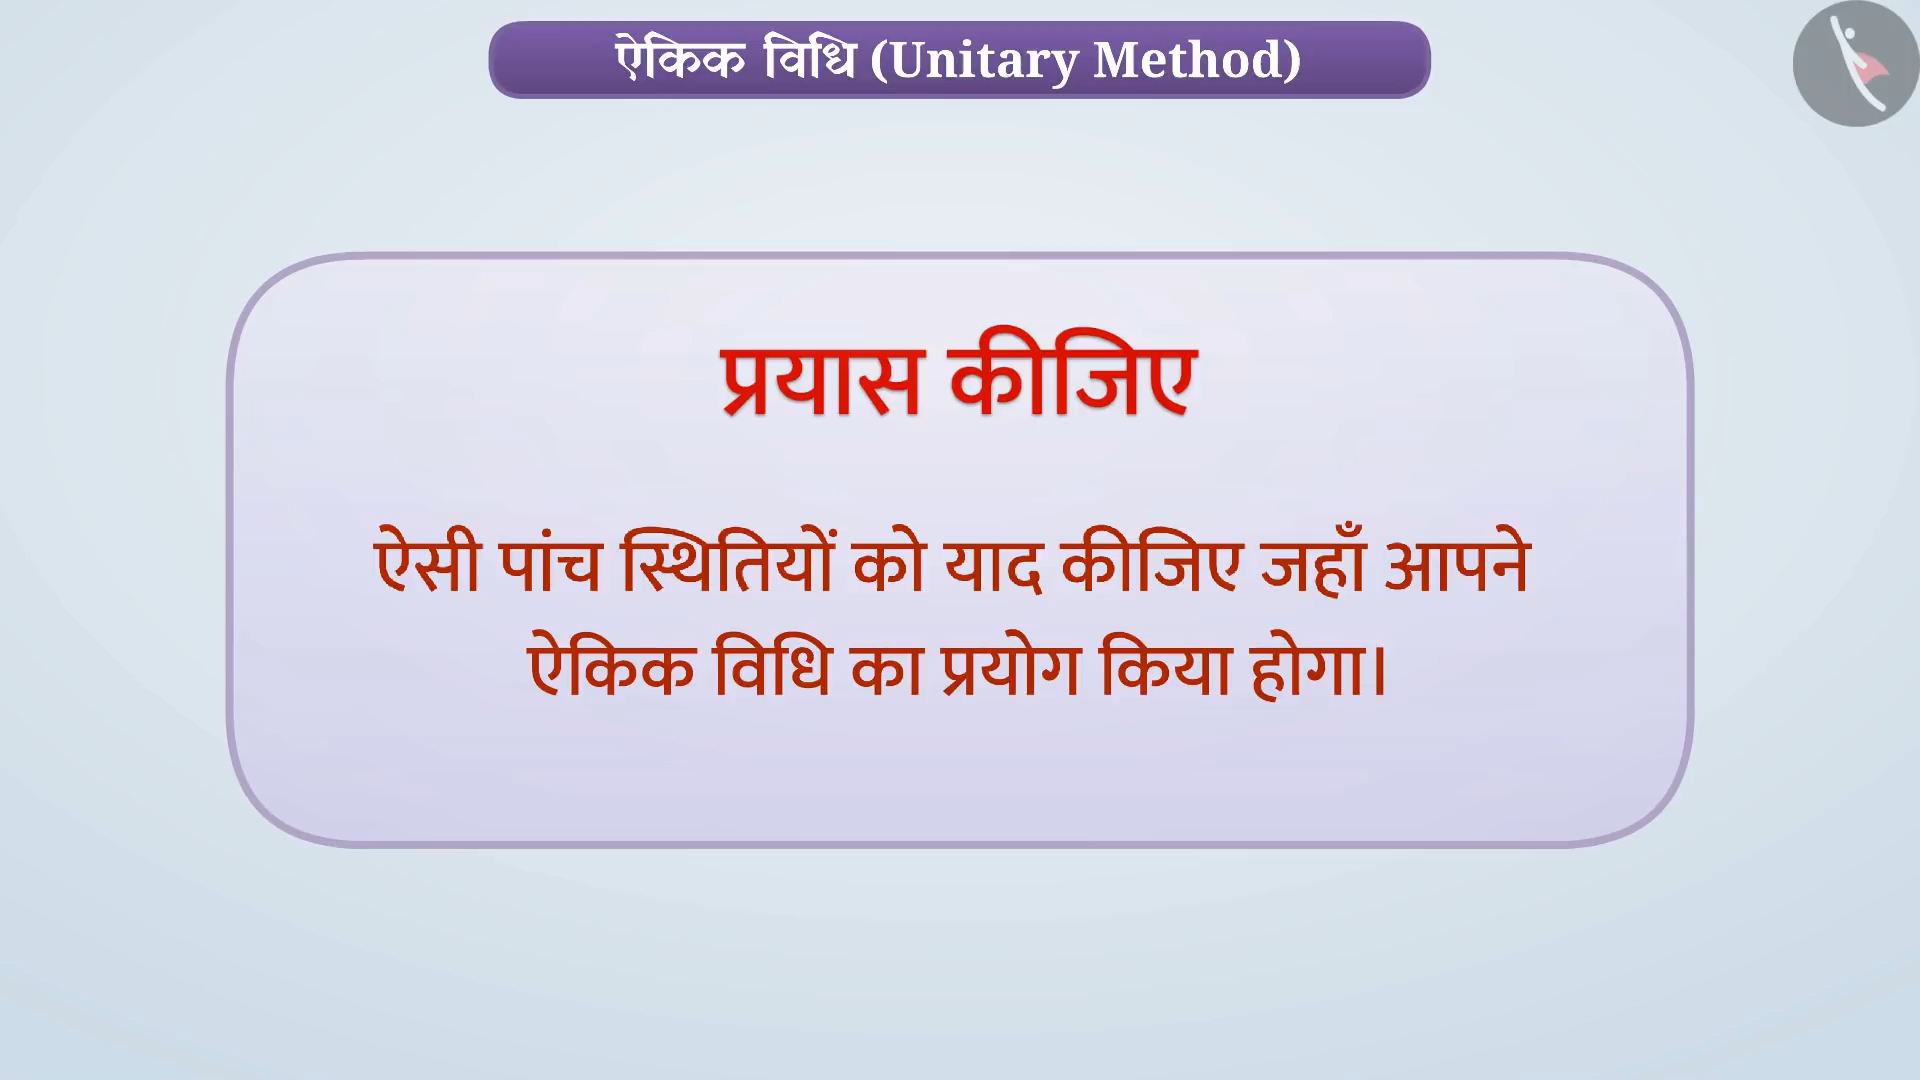 ऐकिक विधि (Unitary Method)
प्रयास कीजिए
ऐसी पांच स्थितियों को याद कीजिए जहाँ आपने
ऐकिक विधि का प्रयोग किया होगा।